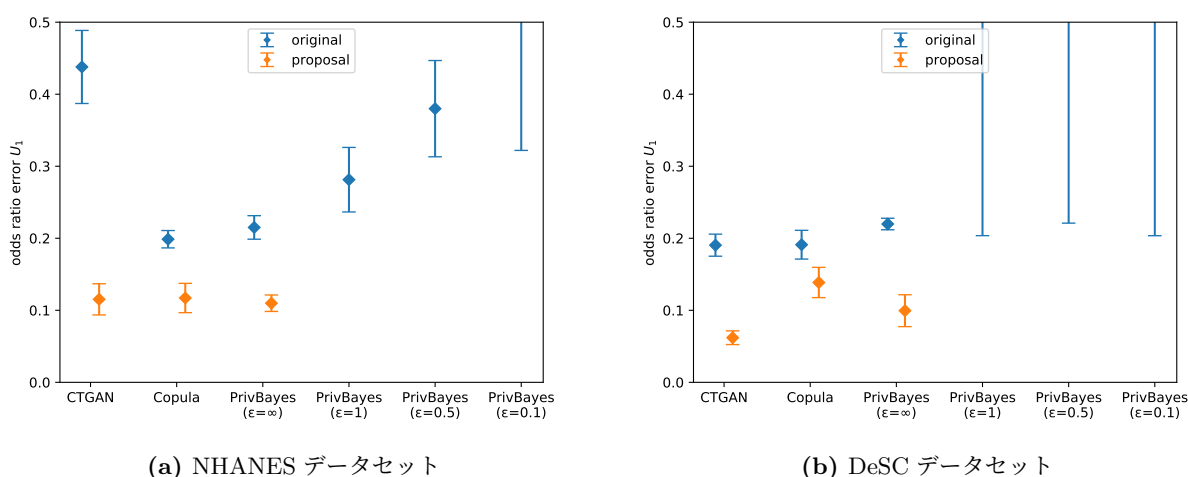 0.5
0.4
0.3
0.2
0.1
0.0
odds ratio error U₁
original
proposal
CTGAN
Copula
PrivBayes
(ε=∞)
PrivBayes
(ε=1)
PrivBayes
(ε=0.5)
PrivBayes
(ε=0.1)
(a) NHANES データセット
0.5
0.4
0.3
0.2
0.1
0.0
odds ratio error U₁
original
proposal
CTGAN
Copula
PrivBayes
(ε=∞)
PrivBayes
(ε=1)
PrivBayes
(ε=0.5)
PrivBayes
(ε=0.1)
(b) DeSC データセット